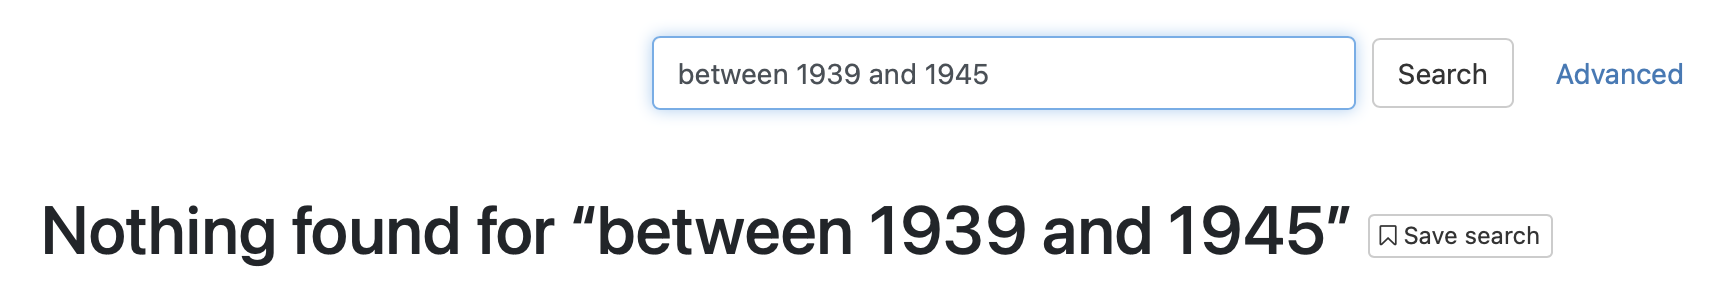 between 1939 and 1945 Search Advanced
Nothing found for “between 1939 and 1945” Save search